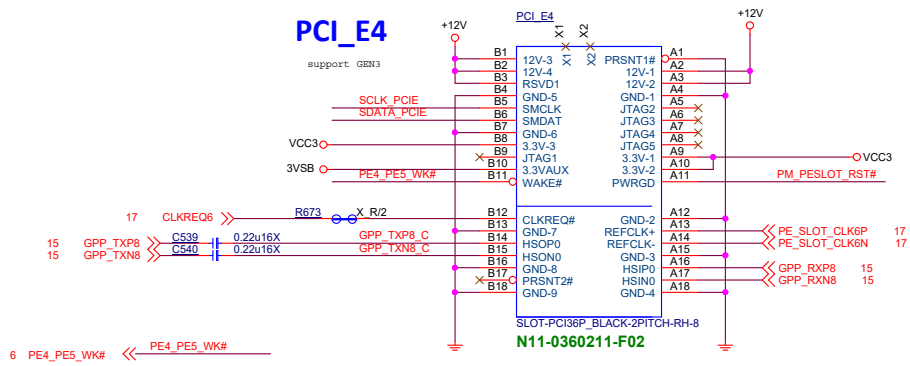 PCI_E4
support GEN3
+12V
PCI_E4
X1
X2
+12V
X1
X2
B1 12V-3 PRSNT1# A1
B2 12V-4 12V-1 A2
B3 RSVD1 12V-2 A3
B4 GND-5 GND-1 A4
SCLK_PCIE B5 SMCLK JTAG2 A5
SDATA_PCIE B6 SMDAT JTAG3 A6
B7 GND-6 JTAG4 A7
VCC3 B8 3.3V-3 JTAG5 A8
B9 JTAG1 3.3V-1 A9 VCC3
3VSB B10 3.3VAUX 3.3V-2 A10
PE4_PE5_WK# B11 WAKE# PWRGD A11 PM_PESLOT_RST#
17 CLKREQ6 R673 X_R/2 B12 CLKREQ# GND-2 A12
B13 GND-7 REFCLK+ A13 PE_SLOT_CLK6P 17
15 GPP_TXP8 C539 0.22u16X GPP_TXP8_C B14 HSOP0 REFCLK- A14 PE_SLOT_CLK6N 17
15 GPP_TXN8 C540 0.22u16X GPP_TXN8_C B15 HSON0 GND-3 A15
B16 GND-8 HSIP0 A16 GPP_RXP8 15
B17 PRSNT2# HSIN0 A17 GPP_RXN8 15
B18 GND-9 GND-4 A18
SLOT-PCI36P_BLACK-2PITCH-RH-8
N11-0360211-F02
6 PE4_PE5_WK# PE4_PE5_WK#